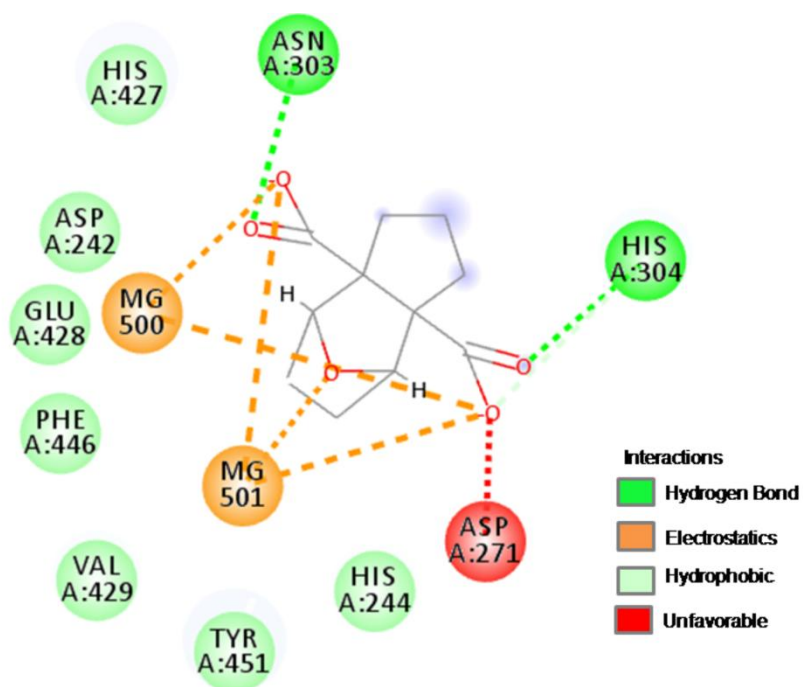 ASN
A:303
HIS
A:427
O
O
ASP
A:242
HIS
A:304
H
MG
500
GLU
A:428
O
O
H
O
PHE
A:446
Interactions
MG
501
Hydrogen Bond
ASP
A:271
Electrostatics
VAL
A:429
HIS
A:244
Hydrophobic
Unfavorable
TYR
A:451